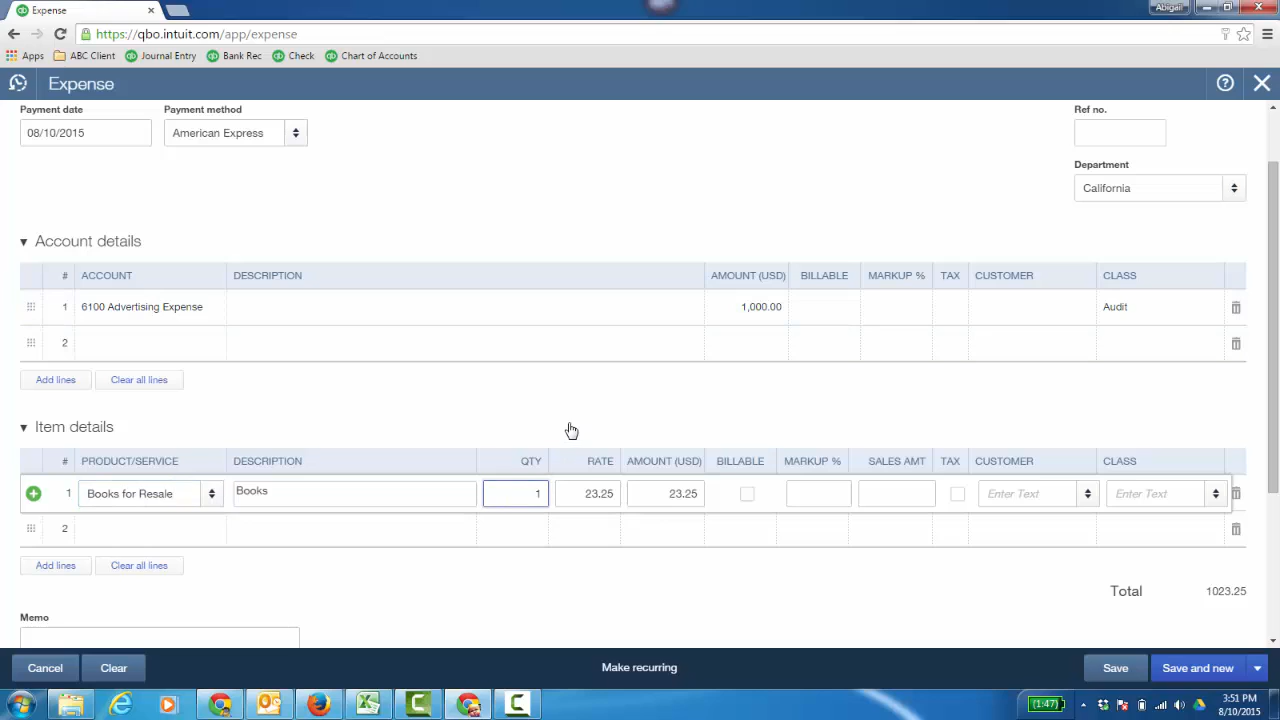 Expense
Abigail
https://qbo.intuit.com/app/expense
Apps ABC Client Journal Entry Bank Rec Check Chart of Accounts
Expense
Payment date Payment method Ref no.
08/10/2015 American Express
Department
California
Account details
# ACCOUNT DESCRIPTION AMOUNT (USD) BILLABLE MARKUP % TAX CUSTOMER CLASS
1 6100 Advertising Expense 1,000.00 Audit
2
Add lines Clear all lines
Item details
# PRODUCT/SERVICE DESCRIPTION QTY RATE AMOUNT (USD) BILLABLE MARKUP % SALES AMT TAX CUSTOMER CLASS
1 Books for Resale Books 1 23.25 23.25 Enter Text Enter Text
2
Add lines Clear all lines
Total 1023.25
Memo
Cancel Clear Make recurring Save Save and new
(1:47) 3:51 PM
8/10/2015